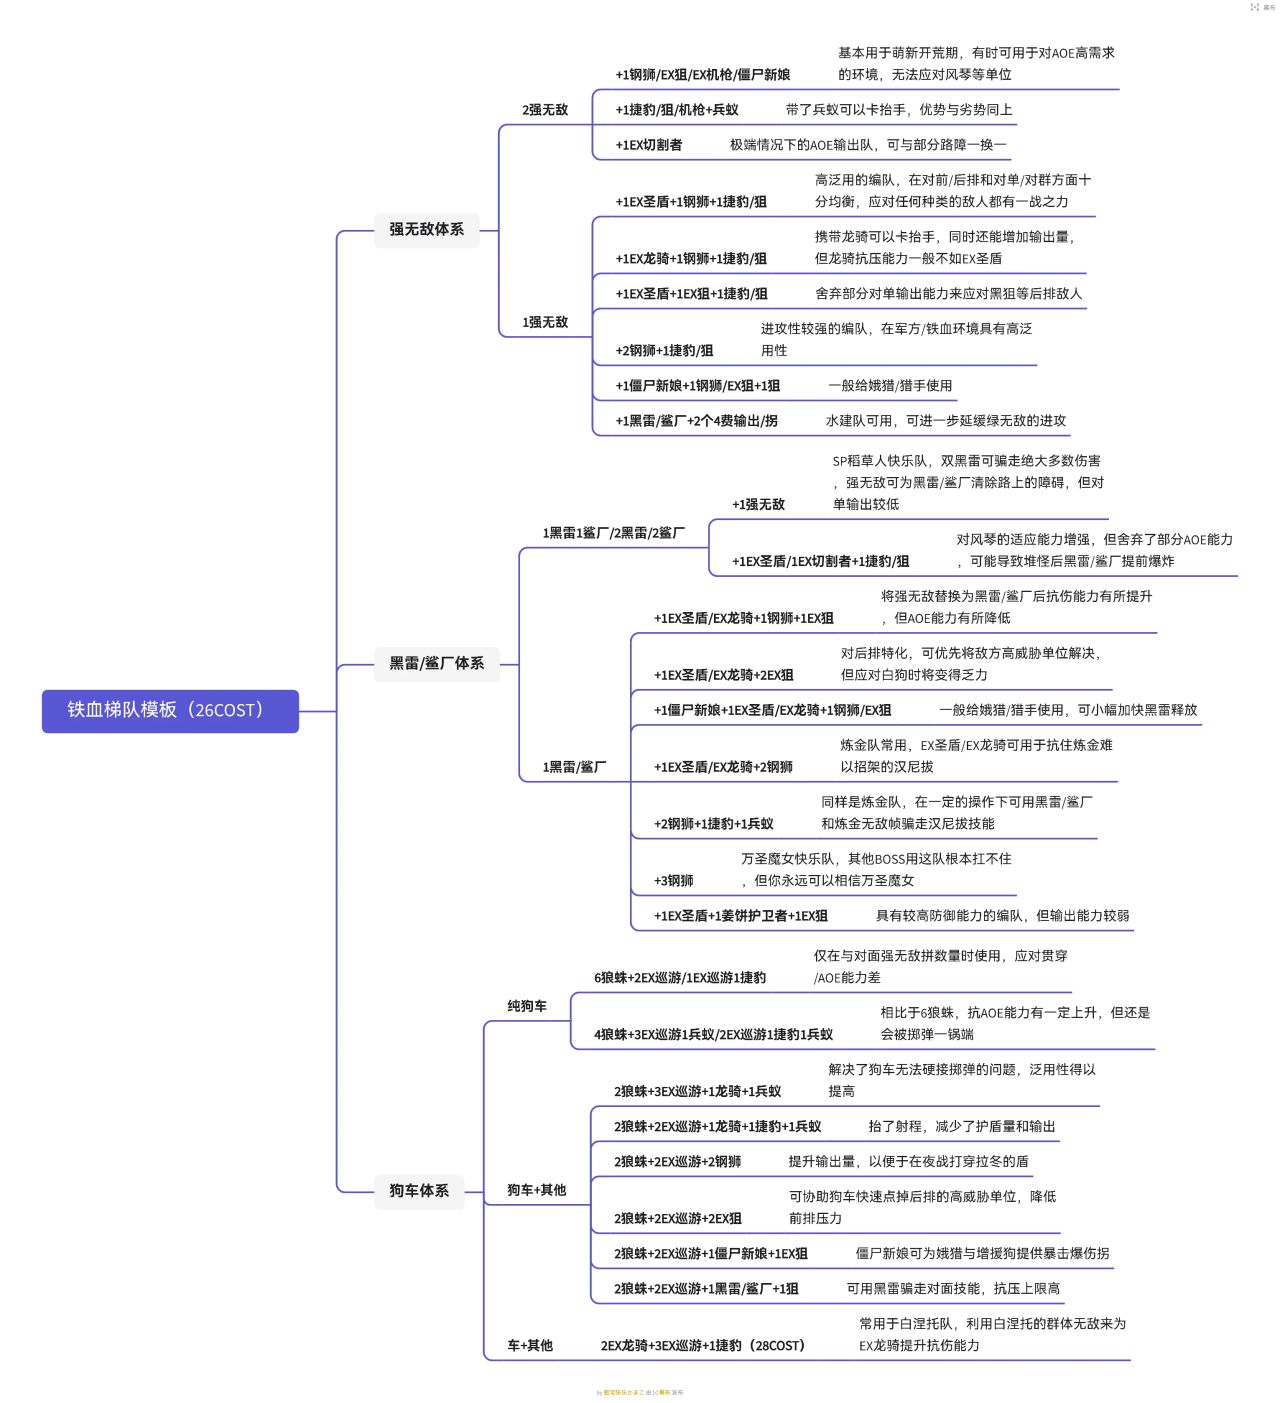 幕布
铁血梯队模板（26COST）
强无敌体系
2强无敌
+1钢狮/EX狙/EX机枪/僵尸新娘
基本用于萌新开荒期，有时可用于对AOE高需求
的环境，无法应对风琴等单位
+1捷豹/狙/机枪+兵蚁
带了兵蚁可以卡抬手，优势与劣势同上
+1EX切割者
极端情况下的AOE输出队，可与部分路障一换一
1强无敌
+1EX圣盾+1钢狮+1捷豹/狙
高泛用的编队，在对前/后排和对单/对群方面十
分均衡，应对任何种类的敌人都有一战之力
+1EX龙骑+1钢狮+1捷豹/狙
携带龙骑可以卡抬手，同时还能增加输出量，
但龙骑抗压能力一般不如EX圣盾
+1EX圣盾+1EX狙+1捷豹/狙
舍弃部分对单输出能力来应对黑狙等后排敌人
+2钢狮+1捷豹/狙
进攻性较强的编队，在军方/铁血环境具有高泛
用性
+1僵尸新娘+1钢狮/EX狙+1狙
一般给娥猎/猎手使用
+1黑雷/鲨厂+2个4费输出/拐
水建队可用，可进一步延缓绿无敌的进攻
黑雷/鲨厂体系
1黑雷1鲨厂/2黑雷/2鲨厂
+1强无敌
SP稻草人快乐队，双黑雷可骗走绝大多数伤害
，强无敌可为黑雷/鲨厂清除路上的障碍，但对
单输出较低
+1EX圣盾/1EX切割者+1捷豹/狙
对风琴的适应能力增强，但舍弃了部分AOE能力
，可能导致堆怪后黑雷/鲨厂提前爆炸
1黑雷/鲨厂
+1EX圣盾/EX龙骑+1钢狮+1EX狙
将强无敌替换为黑雷/鲨厂后抗伤能力有所提升
，但AOE能力有所降低
+1EX圣盾/EX龙骑+2EX狙
对后排特化，可优先将敌方高威胁单位解决，
但应对白狗时将变得乏力
+1僵尸新娘+1EX圣盾/EX龙骑+1钢狮/EX狙
一般给娥猎/猎手使用，可小幅加快黑雷释放
+1EX圣盾/EX龙骑+2钢狮
炼金队常用，EX圣盾/EX龙骑可用于抗住炼金难
以招架的汉尼拔
+2钢狮+1捷豹+1兵蚁
同样是炼金队，在一定的操作下可用黑雷/鲨厂
和炼金无敌帧骗走汉尼拔技能
+3钢狮
万圣魔女快乐队，其他BOSS用这队根本扛不住
，但你永远可以相信万圣魔女
+1EX圣盾+1姜饼护卫者+1EX狙
具有较高防御能力的编队，但输出能力较弱
狗车体系
纯狗车
6狼蛛+2EX巡游/1EX巡游1捷豹
仅在与对面强无敌拼数量时使用，应对贯穿
/AOE能力差
4狼蛛+3EX巡游1兵蚁/2EX巡游1捷豹1兵蚁
相比于6狼蛛，抗AOE能力有一定上升，但还是
会被掷弹一锅端
狗车+其他
2狼蛛+3EX巡游+1龙骑+1兵蚁
解决了狗车无法硬接掷弹的问题，泛用性得以
提高
2狼蛛+2EX巡游+1龙骑+1捷豹+1兵蚁
抬了射程，减少了护盾量和输出
2狼蛛+2EX巡游+2钢狮
提升输出量，以便于在夜战打穿拉冬的盾
2狼蛛+2EX巡游+2EX狙
可协助狗车快速点掉后排的高威胁单位，降低
前排压力
2狼蛛+2EX巡游+1僵尸新娘+1EX狙
僵尸新娘可为娥猎与增援狗提供暴击爆伤拐
2狼蛛+2EX巡游+1黑雷/鲨厂+1狙
可用黑雷骗走对面技能，抗压上限高
车+其他
2EX龙骑+3EX巡游+1捷豹（28COST）
常用于白涅托队，利用白涅托的群体无敌来为
EX龙骑提升抗伤能力
by 肥宅快乐かまこ 由 幕布 发布